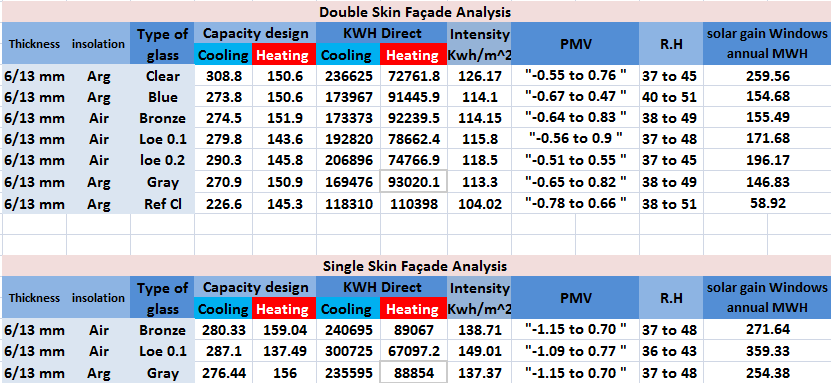 Double Skin Façade Analysis
Thickness insolation Type of glass Capacity design KWH Direct Intensity Kwh/m^2 PMV R.H solar gain Windows annual MWH
Cooling Heating Cooling Heating
6/13 mm Arg Clear 308.8 150.6 236625 72761.8 126.17 "-0.55 to 0.76 " 37 to 45 259.56
6/13 mm Arg Blue 273.8 150.6 173967 91445.9 114.1 "-0.67 to 0.47 " 40 to 51 154.68
6/13 mm Air Bronze 274.5 151.9 173373 92239.5 114.15 "-0.64 to 0.83 " 38 to 49 155.49
6/13 mm Air Loe 0.1 279.8 143.6 192820 78662.4 115.8 "-0.56 to 0.9 " 37 to 48 171.68
6/13 mm Air loe 0.2 290.3 145.8 206896 74766.9 118.5 "-0.51 to 0.55 " 37 to 45 196.17
6/13 mm Arg Gray 270.9 150.9 169476 93020.1 113.3 "-0.65 to 0.82 " 38 to 49 146.83
6/13 mm Arg Ref Cl 226.6 145.3 118310 110398 104.02 "-0.78 to 0.66 " 38 to 51 58.92
Single Skin Façade Analysis
Thickness insolation Type of glass Capacity design KWH Direct Intensity Kwh/m^2 PMV R.H solar gain Windows annual MWH
Cooling Heating Cooling Heating
6/13 mm Air Bronze 280.33 159.04 240695 89067 138.71 "-1.15 to 0.70 " 37 to 48 271.64
6/13 mm Air Loe 0.1 287.1 137.49 300725 67097.2 149.01 "-1.09 to 0.77 " 36 to 43 359.33
6/13 mm Arg Gray 276.44 156 235595 88854 137.37 "-1.15 to 0.70 " 37 to 48 254.38